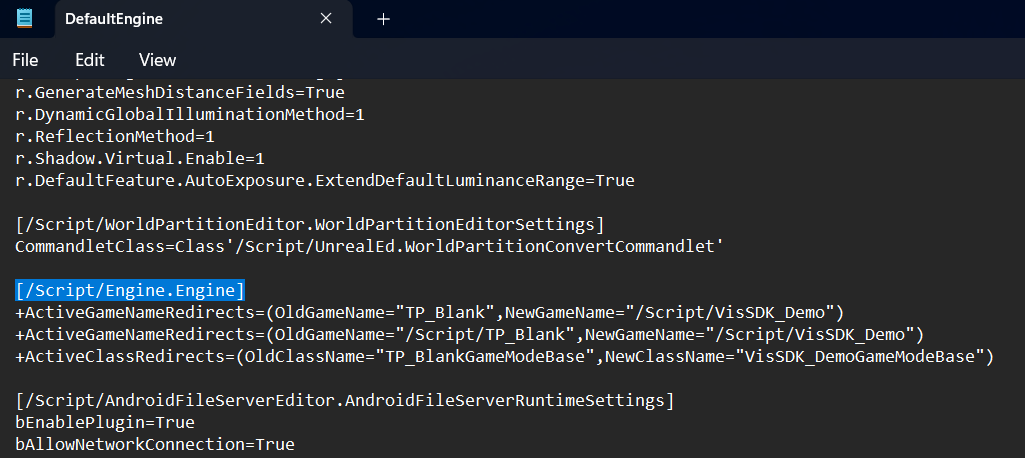 DefaultEngine
File Edit View
r.GenerateMeshDistanceFields=True
r.DynamicGlobalIlluminationMethod=1
r.ReflectionMethod=1
r.Shadow.Virtual.Enable=1
r.DefaultFeature.AutoExposure.ExtendDefaultLuminanceRange=True
[/Script/WorldPartitionEditor.WorldPartitionEditorSettings]
CommandletClass=Class'/Script/UnrealEd.WorldPartitionConvertCommandlet'
[/Script/Engine.Engine]
+ActiveGameNameRedirects=(OldGameName="TP_Blank",NewGameName="/Script/VisSDK_Demo")
+ActiveGameNameRedirects=(OldGameName="/Script/TP_Blank",NewGameName="/Script/VisSDK_Demo")
+ActiveClassRedirects=(OldClassName="TP_BlankGameModeBase",NewClassName="VisSDK_DemoGameModeBase")
[/Script/AndroidFileServerEditor.AndroidFileServerRuntimeSettings]
bEnablePlugin=True
bAllowNetworkConnection=True